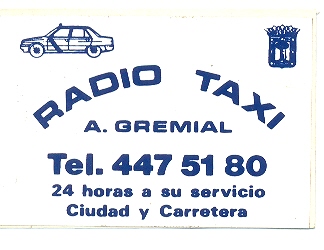 RADIO TAXI
A. GREMIAL
Tel. 447 51 80
24 horas a su servicio
Ciudad y Carretera